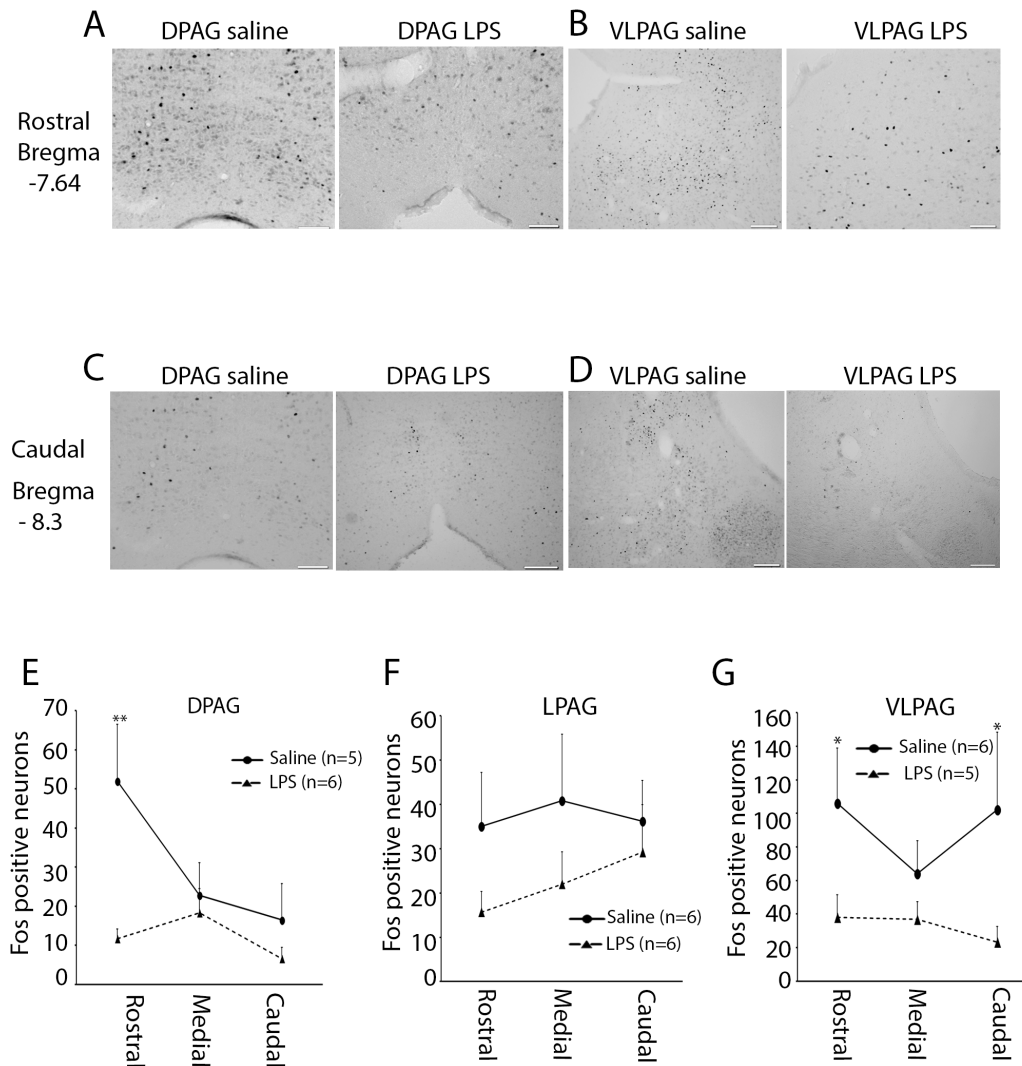 A
DPAG saline
DPAG LPS
B
VLPAG saline
VLPAG LPS
Rostral
Bregma
-7.64
C
DPAG saline
DPAG LPS
D
VLPAG saline
VLPAG LPS
Caudal
Bregma
- 8.3
E
DPAG
Fos positive neurons
70
60
50
40
30
20
10
0
**
Saline (n=5)
LPS (n=6)
Rostral
Medial
Caudal
F
LPAG
Fos positive neurons
60
50
40
30
20
10
0
Saline (n=6)
LPS (n=6)
Rostral
Medial
Caudal
G
VLPAG
Fos positive neurons
160
140
120
100
80
60
40
20
0
*
*
Saline (n=6)
LPS (n=5)
Rostral
Medial
Caudal